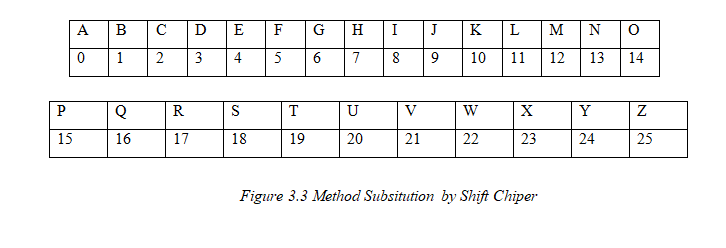 A B C D E F G H I J K L M N O
0 1 2 3 4 5 6 7 8 9 10 11 12 13 14
P Q R S T U V W X Y Z
15 16 17 18 19 20 21 22 23 24 25
Figure 3.3 Method Subsitution by Shift Chiper